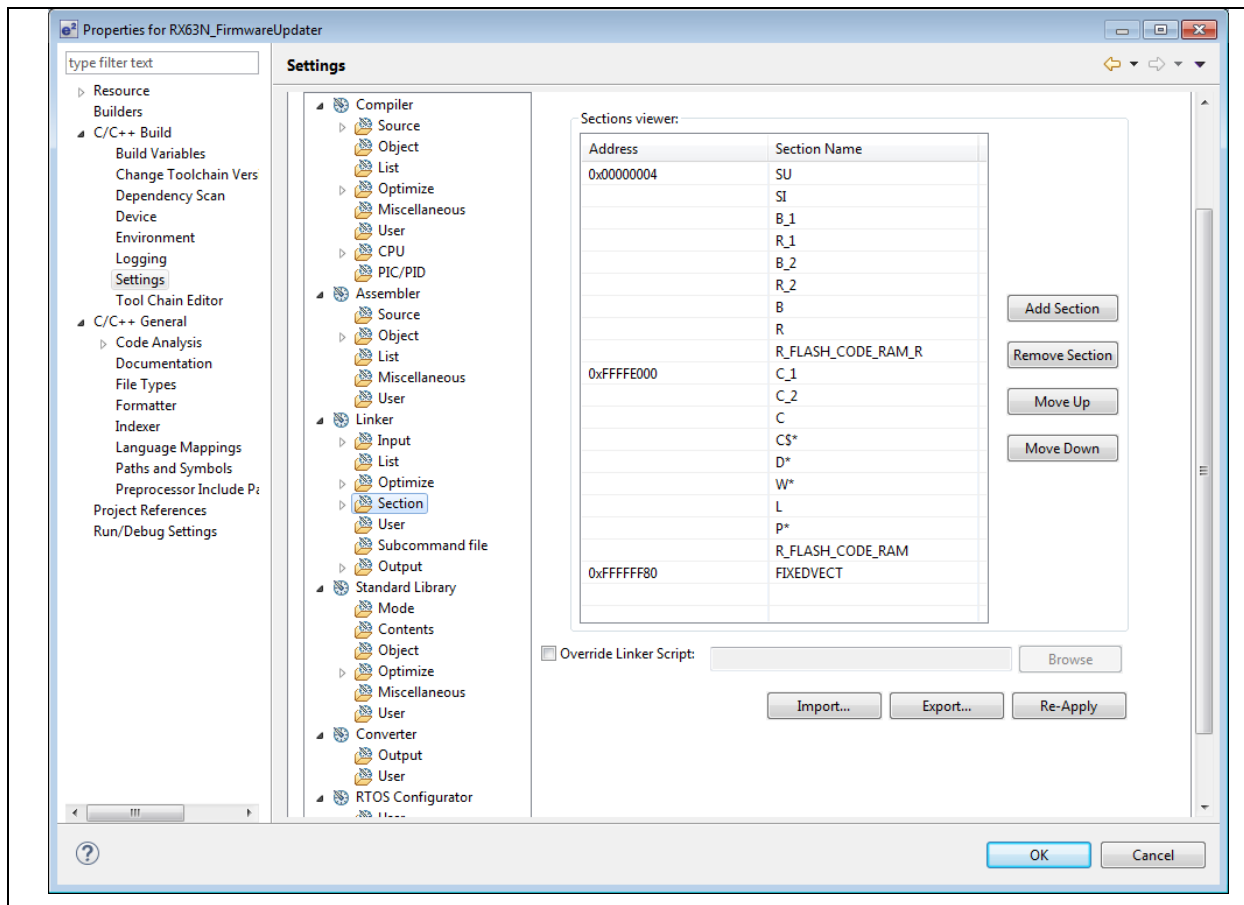 e² Properties for RX63N_FirmwareUpdater
type filter text
Settings
Resource
Builders
C/C++ Build
Build Variables
Change Toolchain Vers
Dependency Scan
Device
Environment
Logging
Settings
Tool Chain Editor
C/C++ General
Code Analysis
Documentation
File Types
Formatter
Indexer
Language Mappings
Paths and Symbols
Preprocessor Include Pa
Project References
Run/Debug Settings
Compiler
Source
Object
List
Optimize
Miscellaneous
User
CPU
PIC/PID
Assembler
Source
Object
List
Miscellaneous
User
Linker
Input
List
Optimize
Section
User
Subcommand file
Output
Standard Library
Mode
Contents
Object
Optimize
Miscellaneous
User
Converter
Output
User
RTOS Configurator
User
Sections viewer:
Address Section Name
0x00000004 SU
SI
B_1
R_1
B_2
R_2
B
R
R_FLASH_CODE_RAM_R
0xFFFFE000 C_1
C_2
C
C$*
D*
W*
L
P*
R_FLASH_CODE_RAM
0xFFFFFF80 FIXEDVECT
Add Section
Remove Section
Move Up
Move Down
Override Linker Script:
Browse
Import... Export... Re-Apply
?
OK Cancel